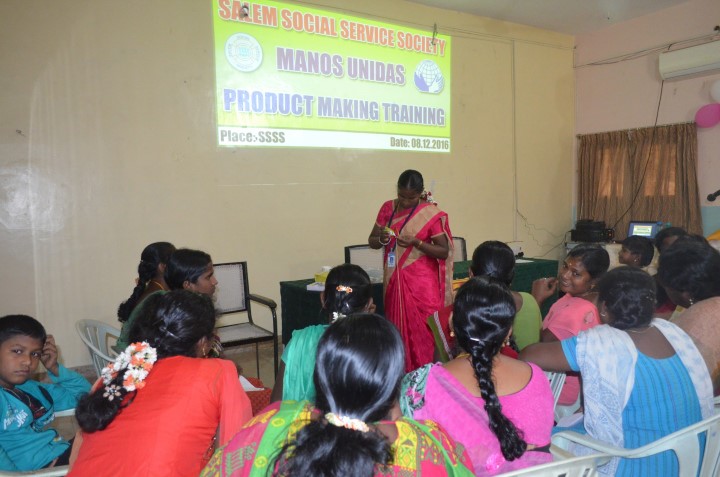 SALEM SOCIAL SERVICE SOCIETY
MANOS UNIDAS
PRODUCT MAKING TRAINING
Place:-SSSS Date: 08.12.2016